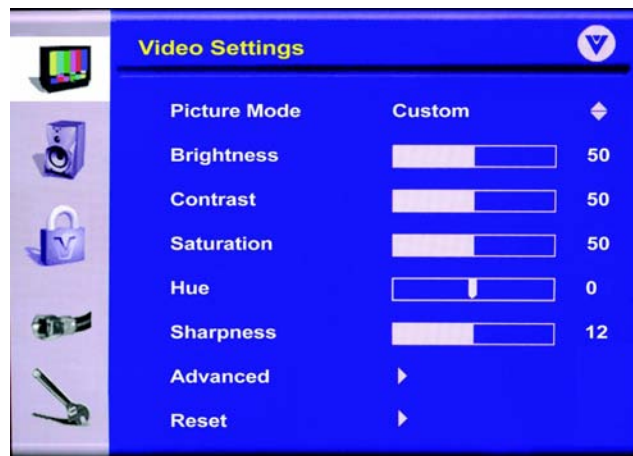 Video Settings
Picture Mode Custom
Brightness 50
Contrast 50
Saturation 50
Hue 0
Sharpness 12
Advanced
Reset